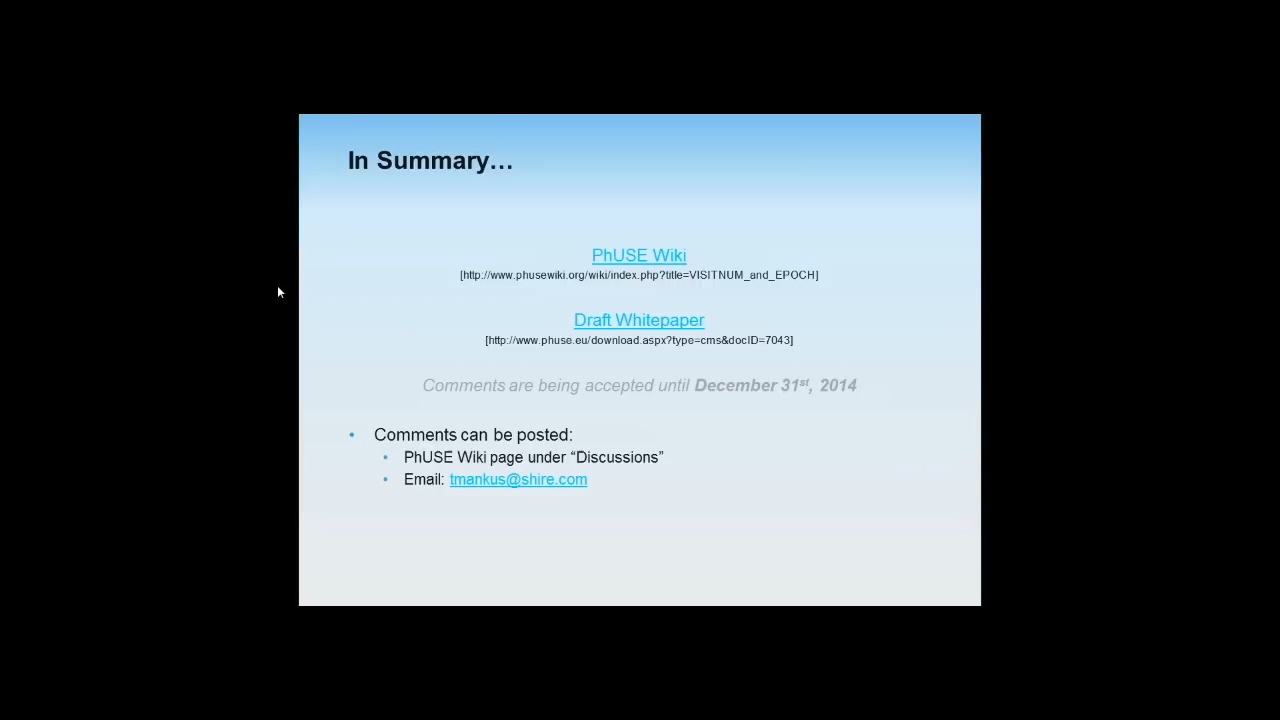 In Summary…
PhUSE Wiki
[http://www.phusewiki.org/wiki/index.php?title=VISITNUM_and_EPOCH]
Draft Whitepaper
[http://www.phuse.eu/download.aspx?type=cms&docID=7043]
Comments are being accepted until December 31st, 2014
• Comments can be posted:
• PhUSE Wiki page under “Discussions”
• Email: tmankus@shire.com